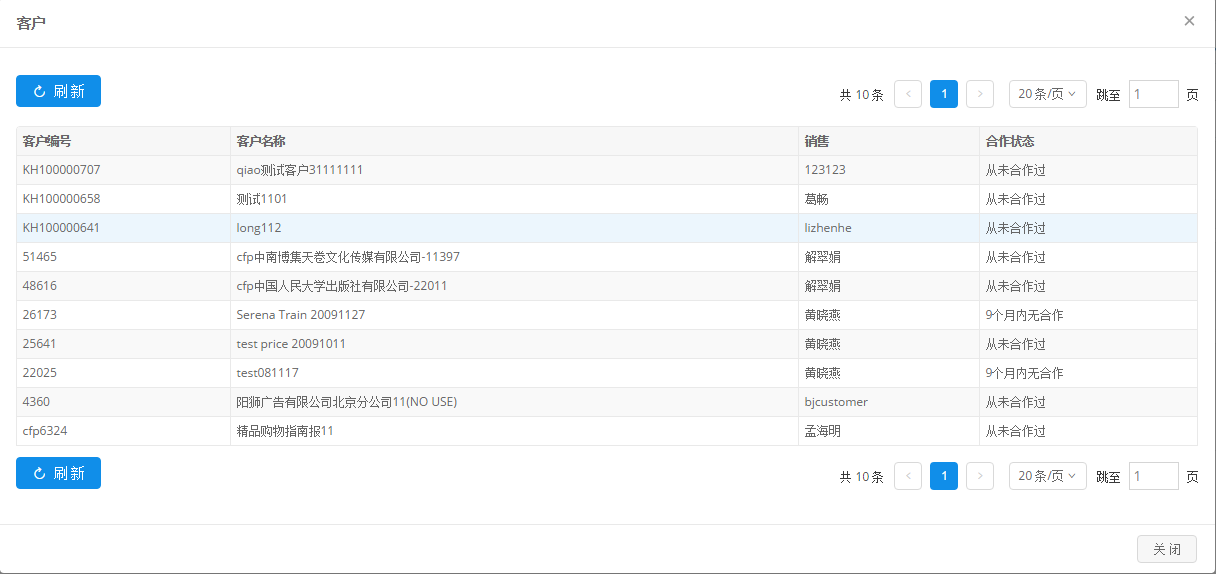 客户
刷新
共 10 条 1 20 条/页 跳至 1 页
客户编号 客户名称 销售 合作状态
KH100000707 qiao测试客户31111111 123123 从未合作过
KH100000658 测试1101 葛畅 从未合作过
KH100000641 long112 lizhenhe 从未合作过
51465 cfp中南博集天卷文化传媒有限公司-11397 解翠娟 从未合作过
48616 cfp中国人民大学出版社有限公司-22011 解翠娟 从未合作过
26173 Serena Train 20091127 黄晓燕 9个月内无合作
25641 test price 20091011 黄晓燕 从未合作过
22025 test081117 黄晓燕 9个月内无合作
4360 阳狮广告有限公司北京分公司11(NO USE) bjcustomer 从未合作过
cfp6324 精品购物指南报11 孟海明 从未合作过
刷新
共 10 条 1 20 条/页 跳至 1 页
关闭